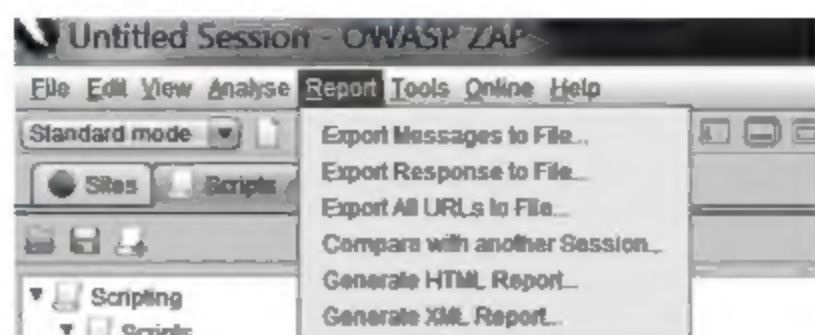 Untitled Session - OWASP ZAP
File Edit View Analyse Report Tools Online Help
Standard mode
Export Messages to File...
Export Response to File...
Sites
Scripts
Export All URLs to File...
Compare with another Session...
Generate HTML Report...
Scripting
Generate XML Report...
Scripts